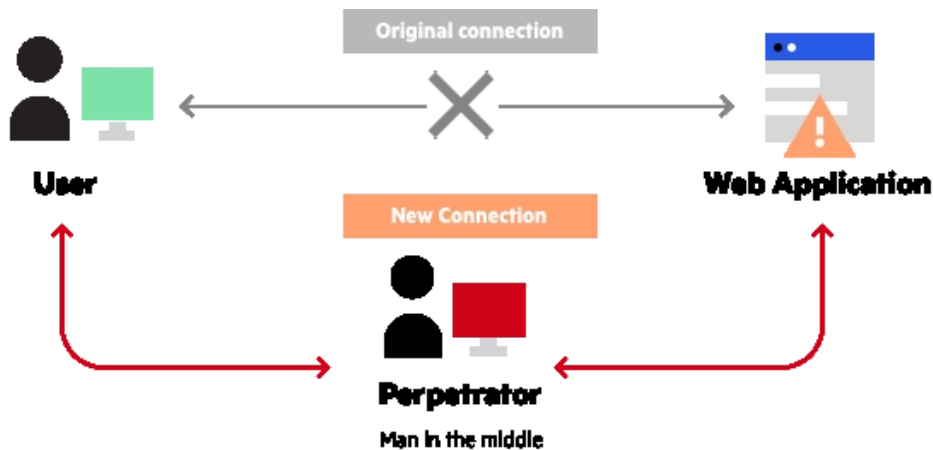 Original connection
User
Web Application
New Connection
Perpetrator
Man in the middle